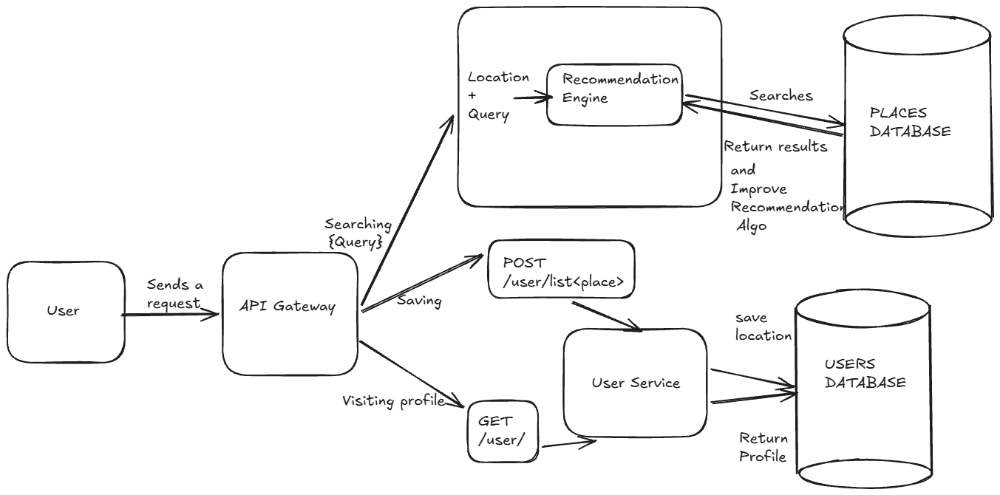 Location
+
Query
Recommendation
Engine
Searches
PLACES
DATABASE
Return results
and
Improve
Recommendation
Algo
Searching
{Query}
User
Sends a
request
API Gateway
Saving
POST
/user/list<place>
Visiting profile
GET
/user/
User Service
save
location
USERS
DATABASE
Return
Profile